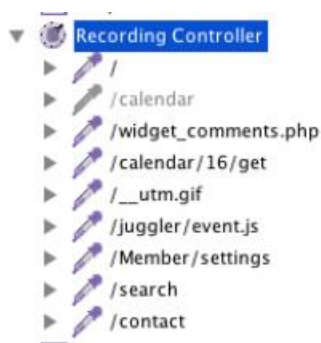 Recording Controller
/
/calendar
/widget_comments.php
/calendar/16/get
/__utm.gif
/juggler/event.js
/Member/settings
/search
/contact